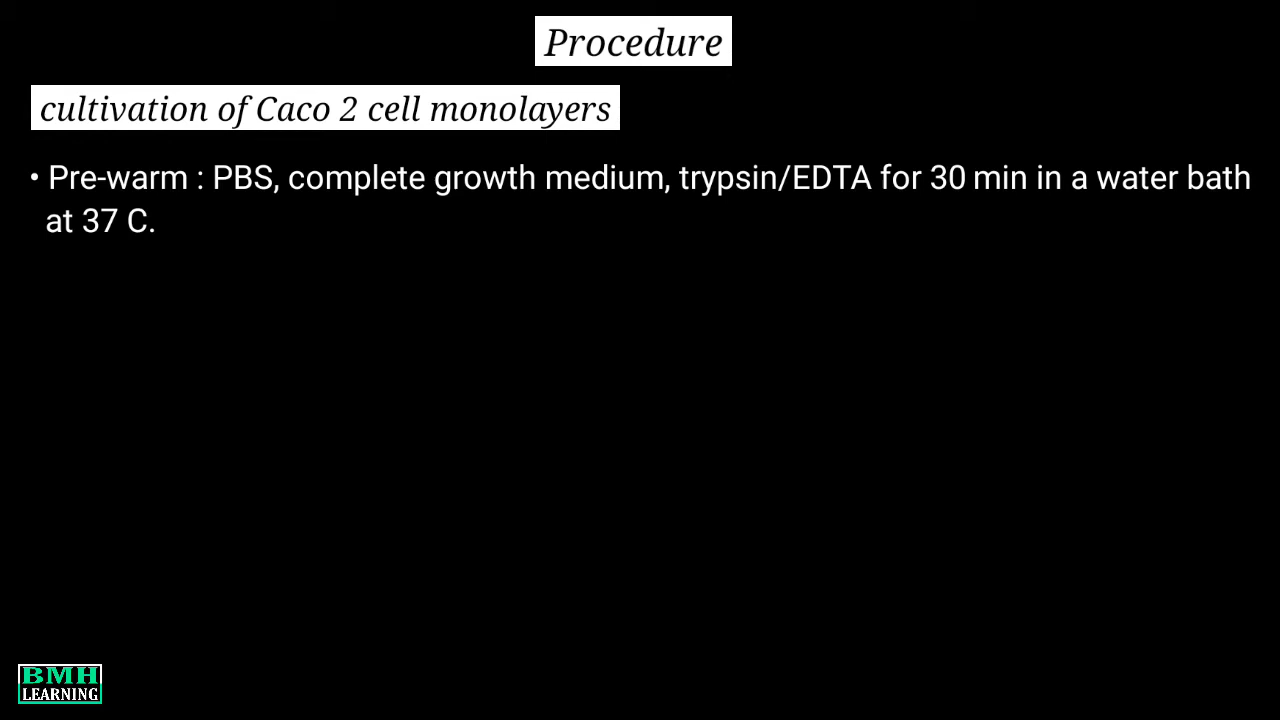 Procedure
cultivation of Caco 2 cell monolayers
• Pre-warm : PBS, complete growth medium, trypsin/EDTA for 30 min in a water bath
at 37 C.
BMH
LEARNING